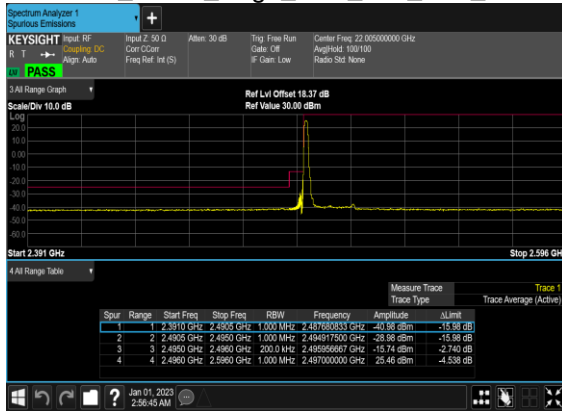 Spectrum Analyzer 1
Spurious Emissions
+
KEYSIGHT Input: RF Input Z: 50 Ω Atten: 30 dB Trig: Free Run Center Freq: 22.005000000 GHz
R T Coupling: DC Corr CCorr Gate: Off Avg|Hold: 100/100
Align: Auto Freq Ref: Int (S) IF Gain: Low Radio Std: None
LV PASS
3 All Range Graph
Ref Lvl Offset 18.37 dB
Scale/Div 10.0 dB Ref Value 30.00 dBm
Log
20.0
10.0
0.00
-10.0
-20.0
-30.0
-40.0
-50.0
-60.0
Start 2.391 GHz Stop 2.596 GH
4 All Range Table
Measure Trace Trace 1
Trace Type Trace Average (Active)
Spur Range Start Freq Stop Freq RBW Frequency Amplitude ΔLimit
1 1 2.3910 GHz 2.4905 GHz 1.000 MHz 2.487680833 GHz -40.98 dBm -15.98 dB
2 2 2.4905 GHz 2.4950 GHz 1.000 MHz 2.494917500 GHz -28.98 dBm -15.98 dB
3 3 2.4950 GHz 2.4960 GHz 200.0 kHz 2.495956667 GHz -15.74 dBm -2.740 dB
4 4 2.4960 GHz 2.5960 GHz 1.000 MHz 2.497000000 GHz 25.46 dBm -4.538 dB
? Jan 01, 2023
2:56:45 AM